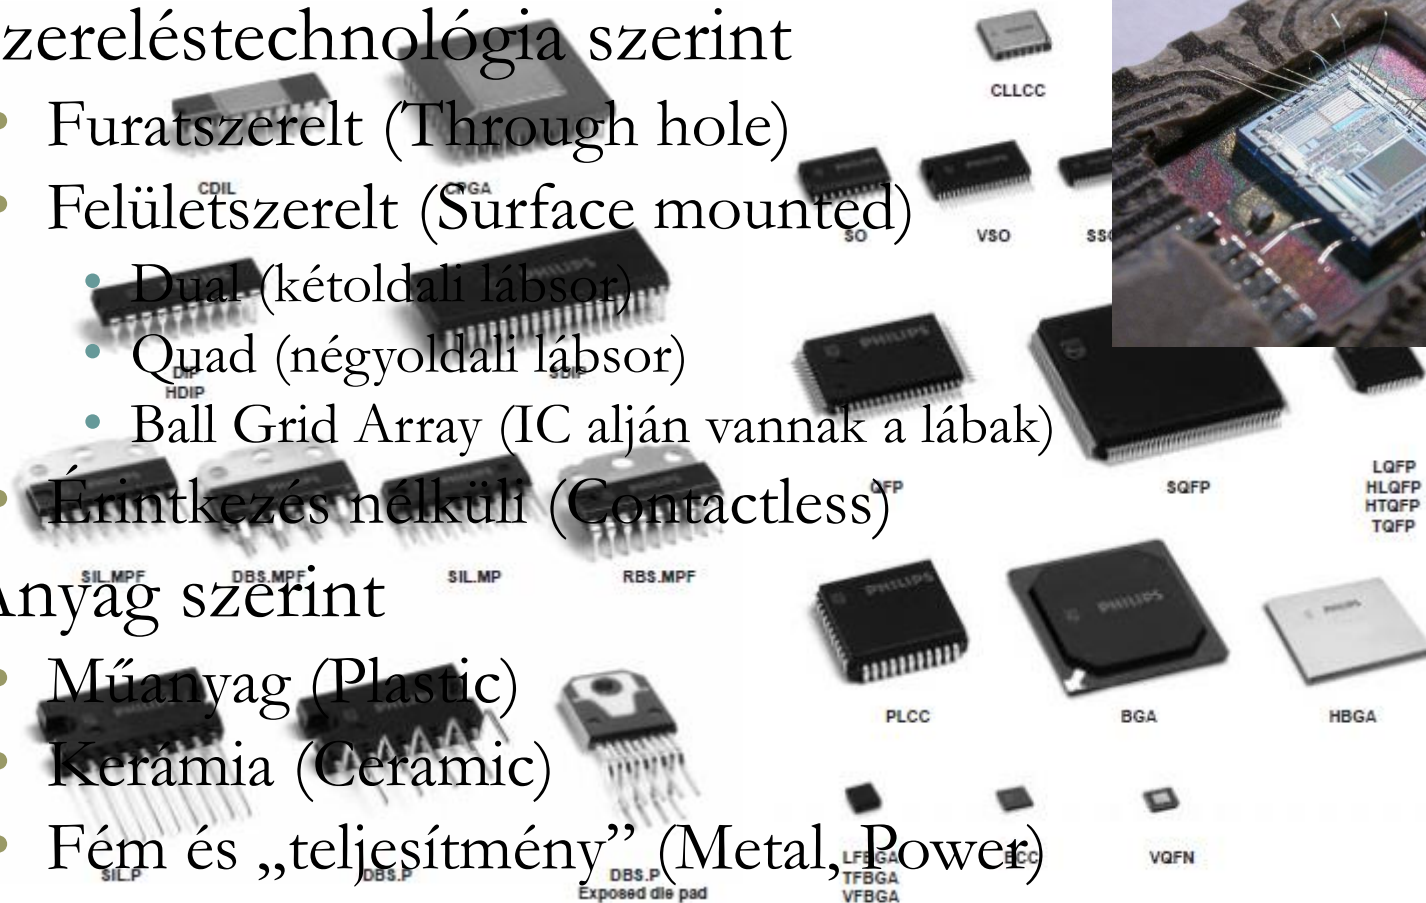 zereléstechnológia szerint
• Furatszerelt (Through hole)
• Felületszerelt (Surface mounted)
• Dual (kétoldali lábsor)
• Quad (négyoldali lábsor)
• Ball Grid Array (IC alján vannak a lábak)
• Érintkezés nélküli (Contactless)
Anyag szerint
• Műanyag (Plastic)
• Kerámia (Ceramic)
• Fém és „teljesítmény” (Metal, Power)
CDIL
CPGA
DIP
HDIP
SDIP
SIL.MPF
DBS.MPF
SIL.MP
RBS.MPF
SIL.P
DBS.P
DBS.P
Exposed die pad
CLLCC
SO
VSO
QFP
SQFP
LQFP
HLQFP
HTQFP
TQFP
PLCC
BGA
HBGA
LFBGA
TFBGA
VFBGA
VQFN
PHILIPS
PHILIPS
PHILIPS
PHILIPS